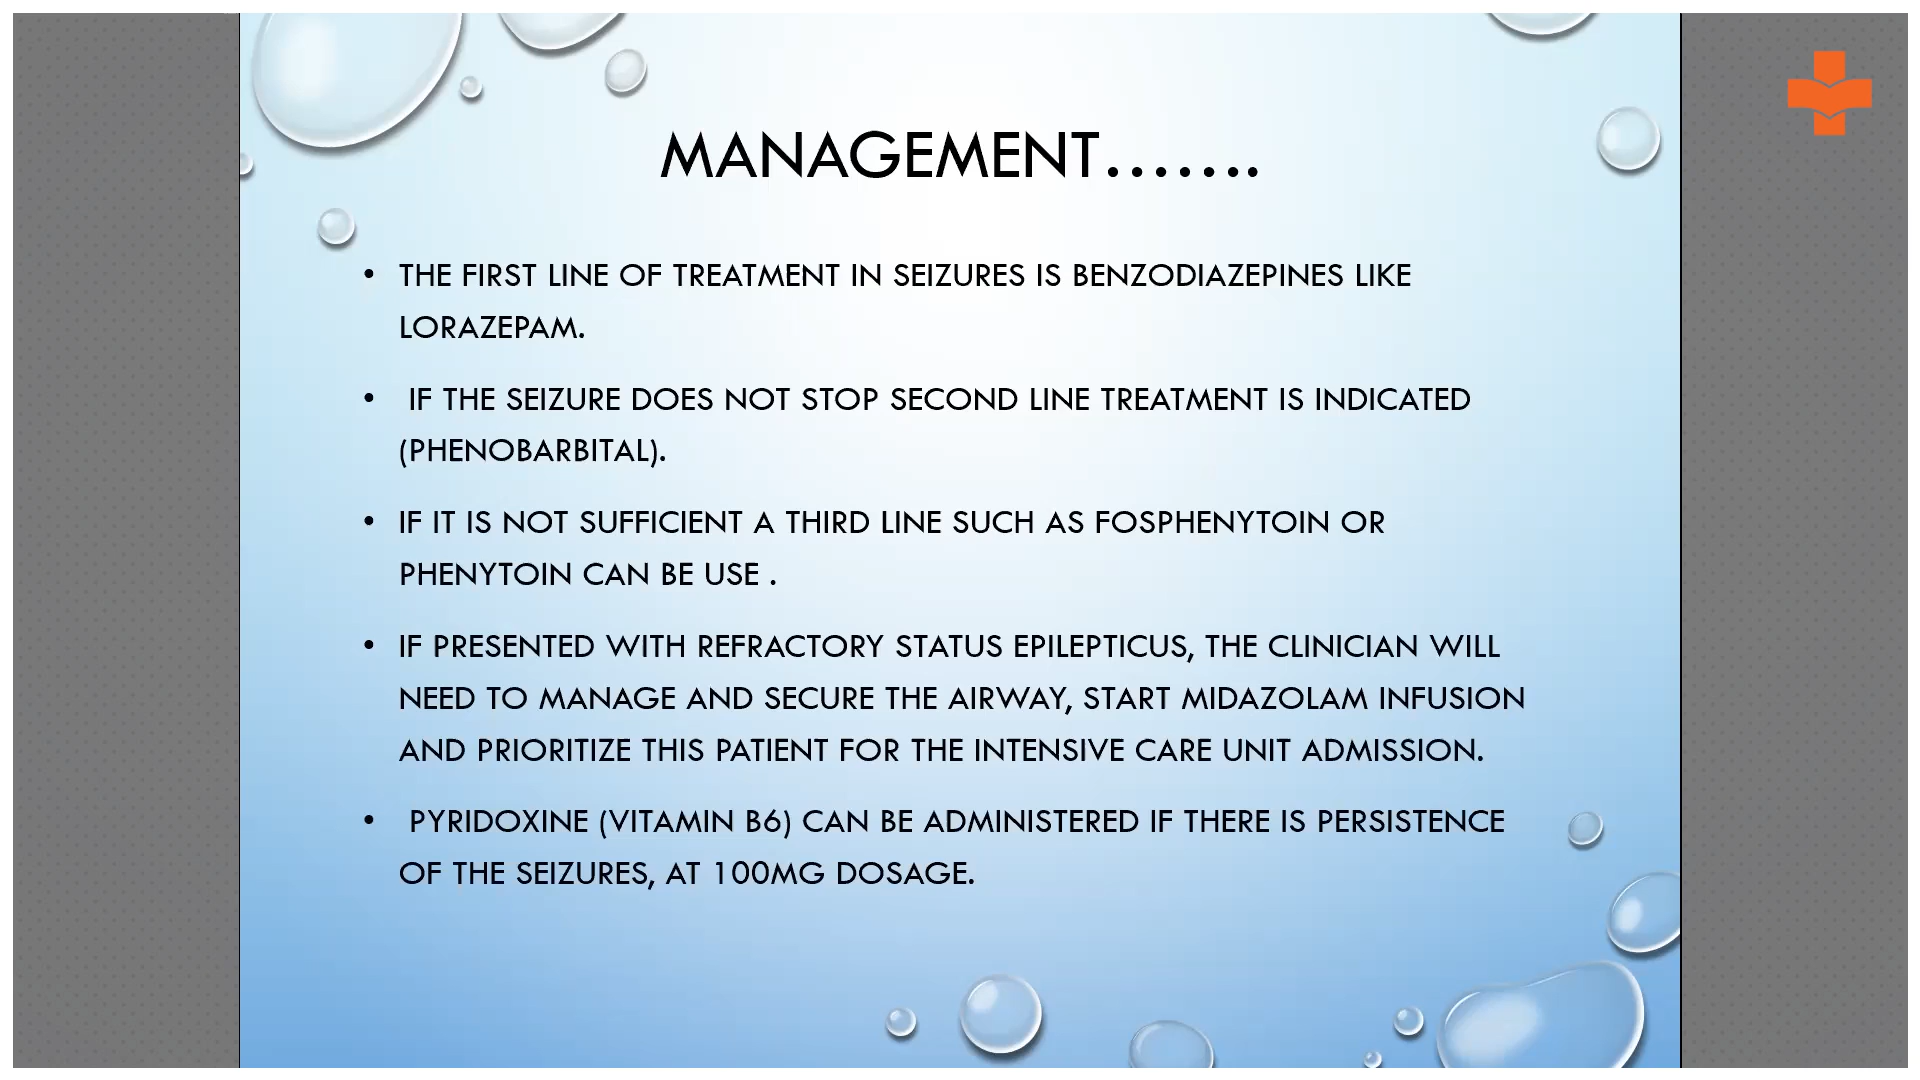 MANAGEMENT.......
• THE FIRST LINE OF TREATMENT IN SEIZURES IS BENZODIAZEPINES LIKE
LORAZEPAM.
• IF THE SEIZURE DOES NOT STOP SECOND LINE TREATMENT IS INDICATED
(PHENOBARBITAL).
• IF IT IS NOT SUFFICIENT A THIRD LINE SUCH AS FOSPHENYTOIN OR
PHENYTOIN CAN BE USE .
• IF PRESENTED WITH REFRACTORY STATUS EPILEPTICUS, THE CLINICIAN WILL
NEED TO MANAGE AND SECURE THE AIRWAY, START MIDAZOLAM INFUSION
AND PRIORITIZE THIS PATIENT FOR THE INTENSIVE CARE UNIT ADMISSION.
• PYRIDOXINE (VITAMIN B6) CAN BE ADMINISTERED IF THERE IS PERSISTENCE
OF THE SEIZURES, AT 100MG DOSAGE.